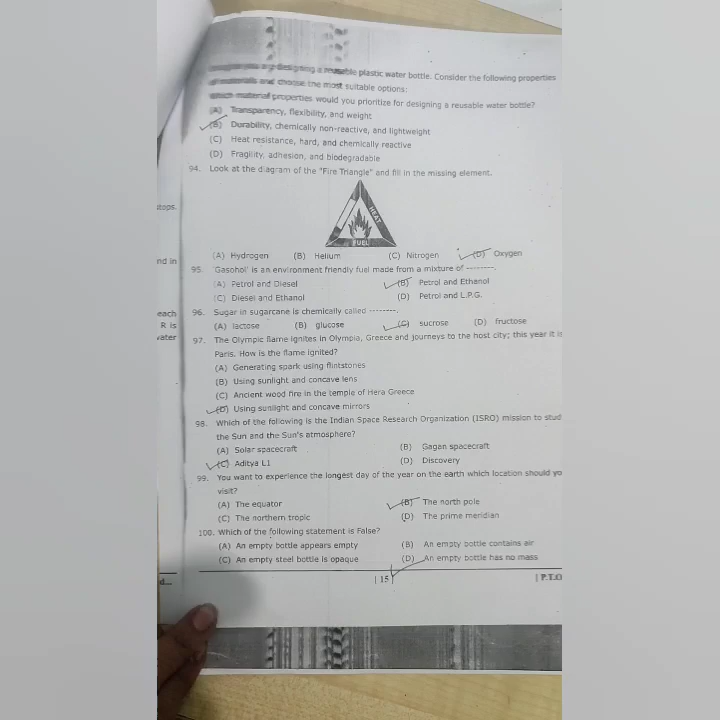 designing a reusable plastic water bottle. Consider the following properties
of materials and choose the most suitable options:
Which material properties would you prioritize for designing a reusable water bottle?
(A) Transparency, flexibility, and weight
(B) Durability, chemically non-reactive, and lightweight
(C) Heat resistance, hard, and chemically reactive
(D) Fragility, adhesion, and biodegradable
94. Look at the diagram of the "Fire Triangle" and fill in the missing element.
HEAT
FUEL
(A) Hydrogen (B) Helium (C) Nitrogen (D) Oxygen
95. 'Gasohol' is an environment friendly fuel made from a mixture of --------.
(A) Petrol and Diesel (B) Petrol and Ethanol
(C) Diesel and Ethanol (D) Petrol and L.P.G.
96. Sugar in sugarcane is chemically called --------.
(A) lactose (B) glucose (C) sucrose (D) fructose
97. The Olympic flame ignites in Olympia, Greece and journeys to the host city; this year it is
Paris. How is the flame ignited?
(A) Generating spark using flintstones
(B) Using sunlight and concave lens
(C) Ancient wood fire in the temple of Hera Greece
(D) Using sunlight and concave mirrors
98. Which of the following is the Indian Space Research Organization (ISRO) mission to stud
the Sun and the Sun's atmosphere?
(A) Solar spacecraft (B) Gagan spacecraft
(C) Aditya L1 (D) Discovery
99. You want to experience the longest day of the year on the earth which location should yo
visit?
(A) The equator (B) The north pole
(C) The northern tropic (D) The prime meridian
100. Which of the following statement is False?
(A) An empty bottle appears empty (B) An empty bottle contains air
(C) An empty steel bottle is opaque (D) An empty bottle has no mass
| 15 | | P.T.O
stops.
nd in
each
R is
water
d...